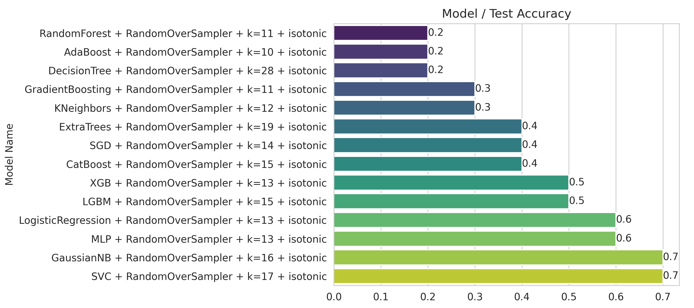 Model / Test Accuracy
Model Name
RandomForest + RandomOverSampler + k=11 + isotonic 0.2
AdaBoost + RandomOverSampler + k=10 + isotonic 0.2
DecisionTree + RandomOverSampler + k=28 + isotonic 0.2
GradientBoosting + RandomOverSampler + k=11 + isotonic 0.3
KNeighbors + RandomOverSampler + k=12 + isotonic 0.3
ExtraTrees + RandomOverSampler + k=19 + isotonic 0.4
SGD + RandomOverSampler + k=14 + isotonic 0.4
CatBoost + RandomOverSampler + k=15 + isotonic 0.4
XGB + RandomOverSampler + k=13 + isotonic 0.5
LGBM + RandomOverSampler + k=15 + isotonic 0.5
LogisticRegression + RandomOverSampler + k=13 + isotonic 0.6
MLP + RandomOverSampler + k=13 + isotonic 0.6
GaussianNB + RandomOverSampler + k=16 + isotonic 0.7
SVC + RandomOverSampler + k=17 + isotonic 0.7
0.0 0.1 0.2 0.3 0.4 0.5 0.6 0.7